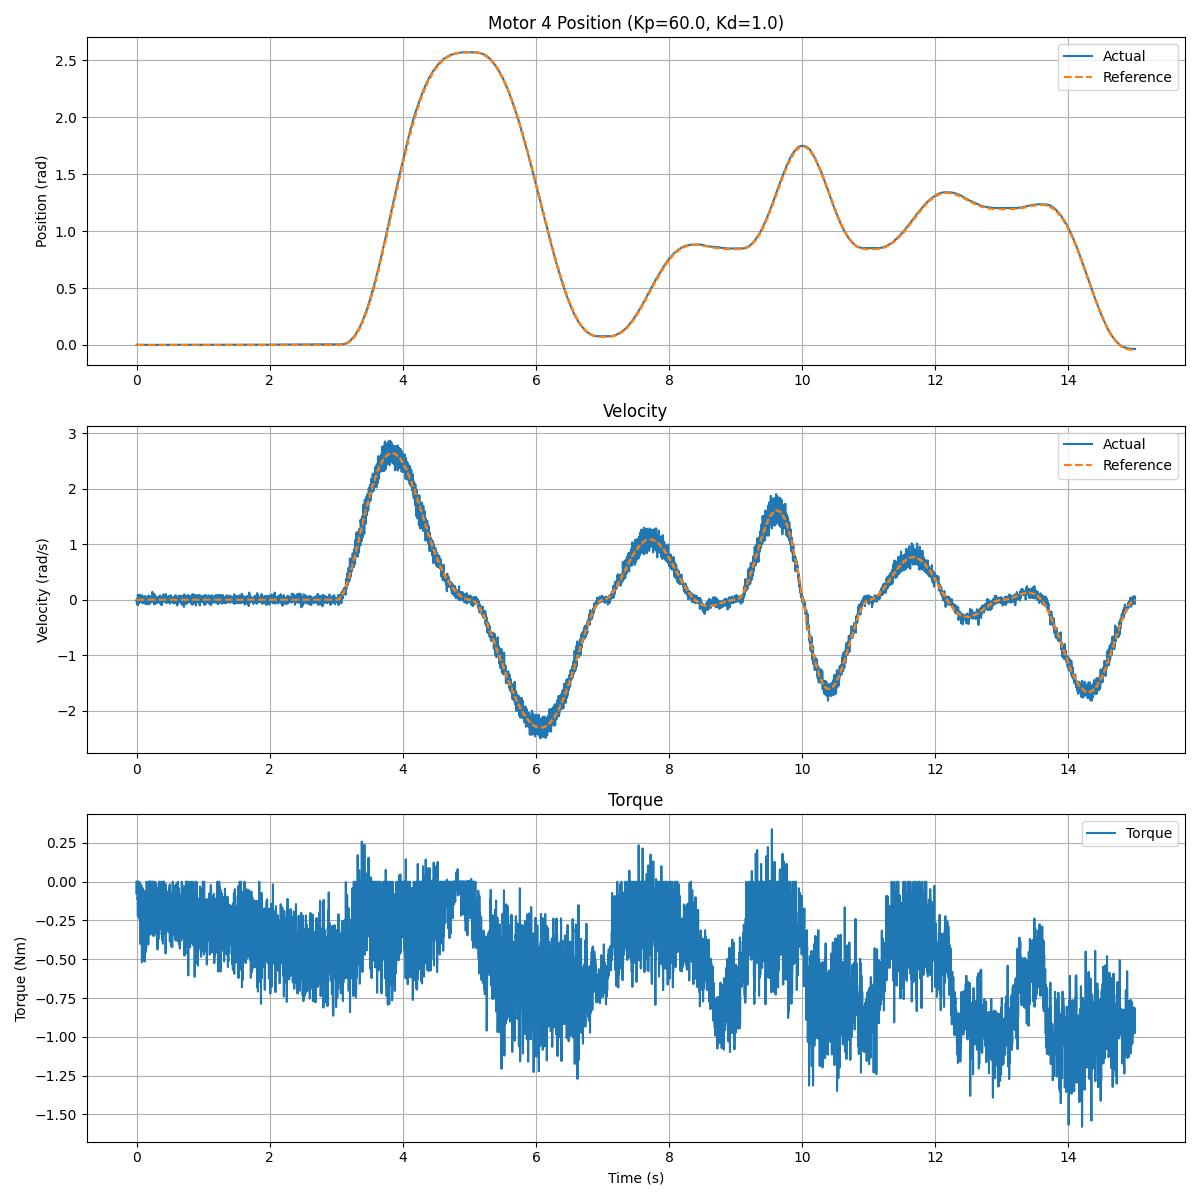 Motor 4 Position (Kp=60.0, Kd=1.0)
Position (rad)
2.5
2.0
1.5
1.0
0.5
0.0
Actual
Reference
0 2 4 6 8 10 12 14
Velocity
Velocity (rad/s)
3
2
1
0
−1
−2
Actual
Reference
0 2 4 6 8 10 12 14
Torque
Torque (Nm)
0.25
0.00
−0.25
−0.50
−0.75
−1.00
−1.25
−1.50
Torque
0 2 4 6 8 10 12 14
Time (s)